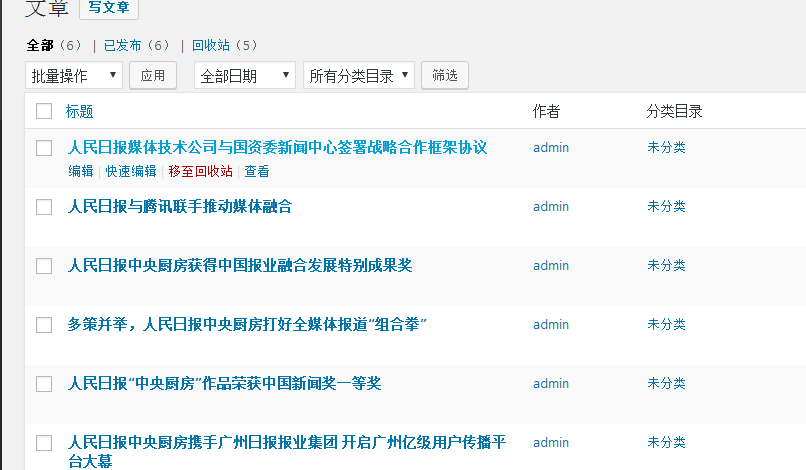 文章 写文章
全部（6） | 已发布（6） | 回收站（5）
批量操作 应用 全部日期 所有分类目录 筛选
标题 作者 分类目录
人民日报媒体技术公司与国资委新闻中心签署战略合作框架协议 admin 未分类
编辑 | 快速编辑 | 移至回收站 | 查看
人民日报与腾讯联手推动媒体融合 admin 未分类
人民日报中央厨房获得中国报业融合发展特别成果奖 admin 未分类
多策并举，人民日报中央厨房打好全媒体报道“组合拳” admin 未分类
人民日报“中央厨房”作品荣获中国新闻奖一等奖 admin 未分类
人民日报中央厨房携手广州日报报业集团 开启广州亿级用户传播平 admin 未分类
台大幕